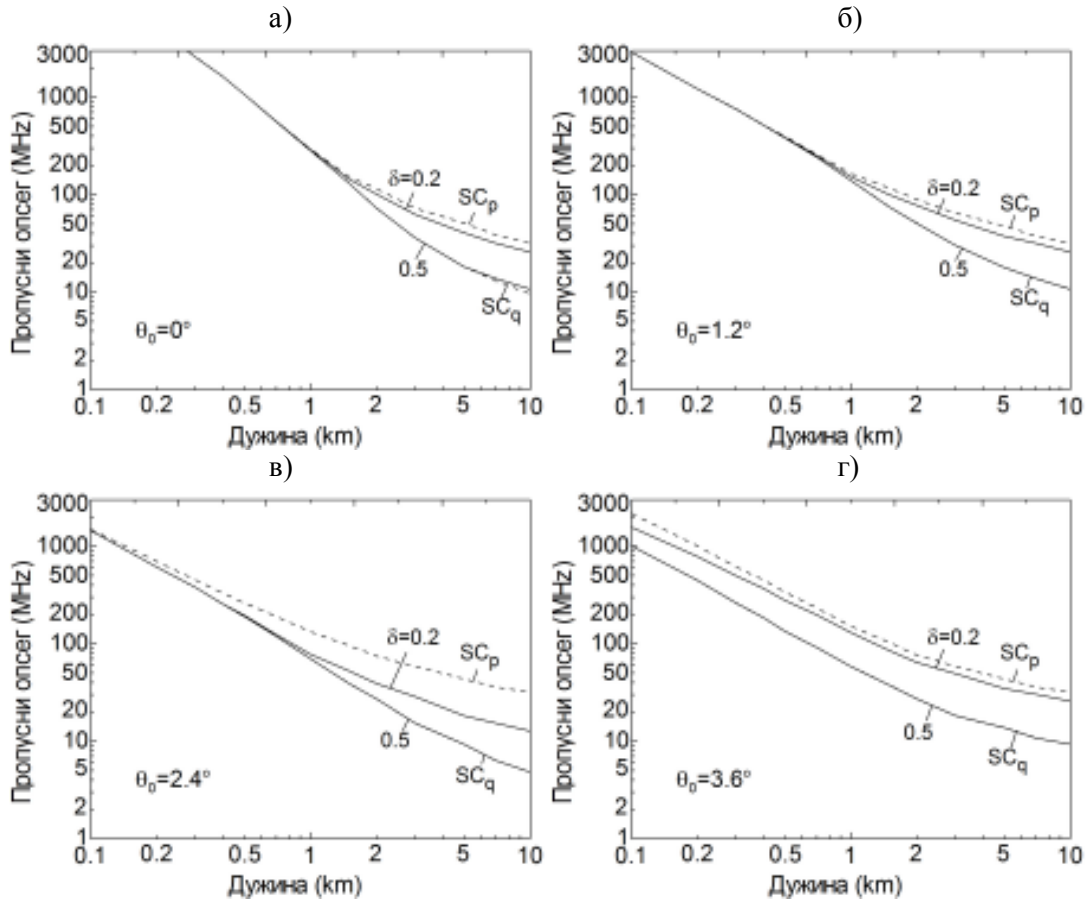 а)
3000
1000
500
200
100
50
20
10
5
2
1
Пропусни опсег (MHz)
δ=0.2
SCp
0.5
SCq
θ0=0°
0.1 0.2 0.5 1 2 5 10
Дужина (km)
б)
3000
1000
500
200
100
50
20
10
5
2
1
Пропусни опсег (MHz)
δ=0.2
SCp
0.5
SCq
θ0=1.2°
0.1 0.2 0.5 1 2 5 10
Дужина (km)
в)
3000
1000
500
200
100
50
20
10
5
2
1
Пропусни опсег (MHz)
δ=0.2
SCp
0.5
SCq
θ0=2.4°
0.1 0.2 0.5 1 2 5 10
Дужина (km)
г)
3000
1000
500
200
100
50
20
10
5
2
1
Пропусни опсег (MHz)
δ=0.2
SCp
0.5
SCq
θ0=3.6°
0.1 0.2 0.5 1 2 5 10
Дужина (km)